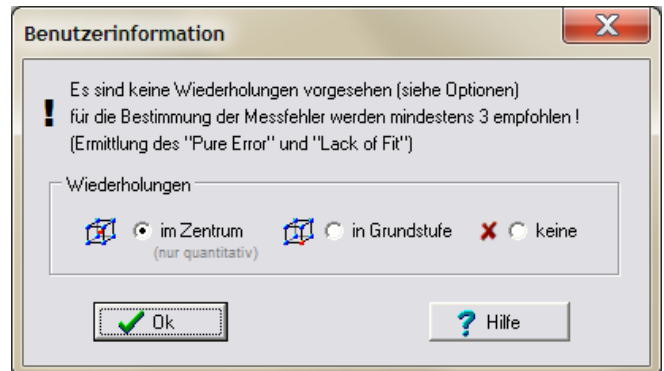 Benutzerinformation
Es sind keine Wiederholungen vorgesehen (siehe Optionen)
! für die Bestimmung der Messfehler werden mindestens 3 empfohlen !
(Ermittlung des "Pure Error" und "Lack of Fit")
Wiederholungen
im Zentrum in Grundstufe keine
(nur quantitativ)
Ok ? Hilfe